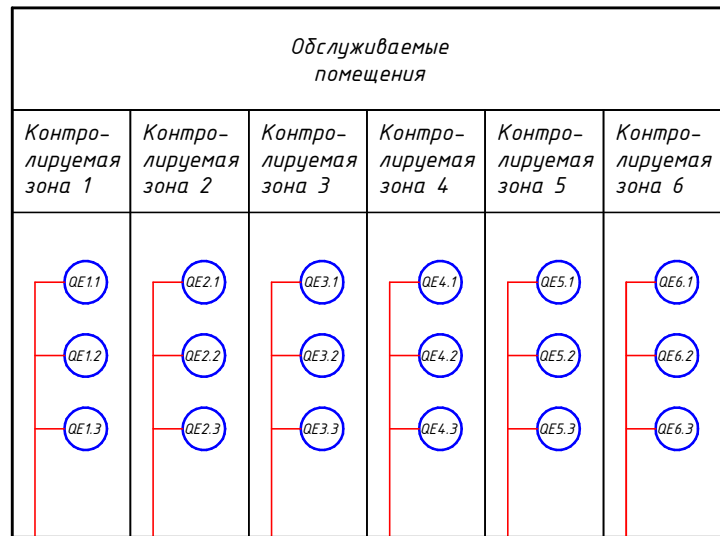 Обслуживаемые
помещения
Контро-
лируемая
зона 1
Контро-
лируемая
зона 2
Контро-
лируемая
зона 3
Контро-
лируемая
зона 4
Контро-
лируемая
зона 5
Контро-
лируемая
зона 6
QE1.1
QE2.1
QE3.1
QE4.1
QE5.1
QE6.1
QE1.2
QE2.2
QE3.2
QE4.2
QE5.2
QE6.2
QE1.3
QE2.3
QE3.3
QE4.3
QE5.3
QE6.3